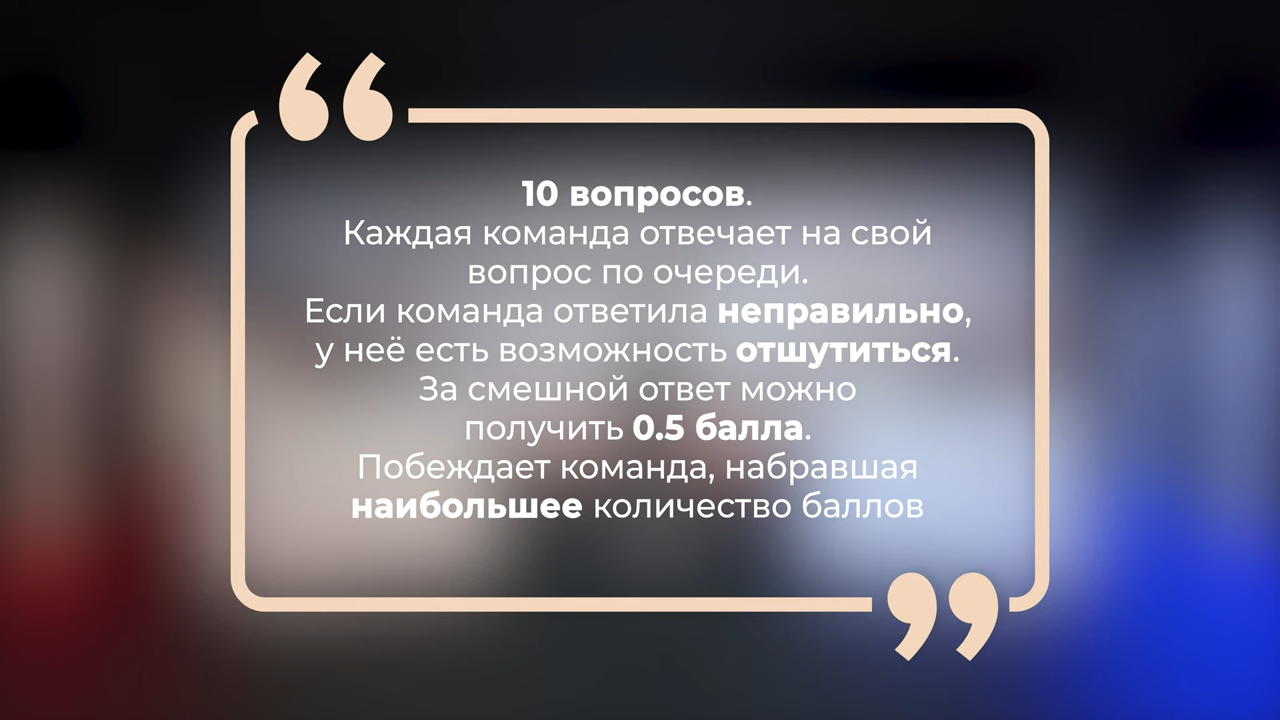 10 вопросов.
Каждая команда отвечает на свой
вопрос по очереди.
Если команда ответила неправильно,
у неё есть возможность отшутиться.
За смешной ответ можно
получить 0.5 балла.
Побеждает команда, набравшая
наибольшее количество баллов